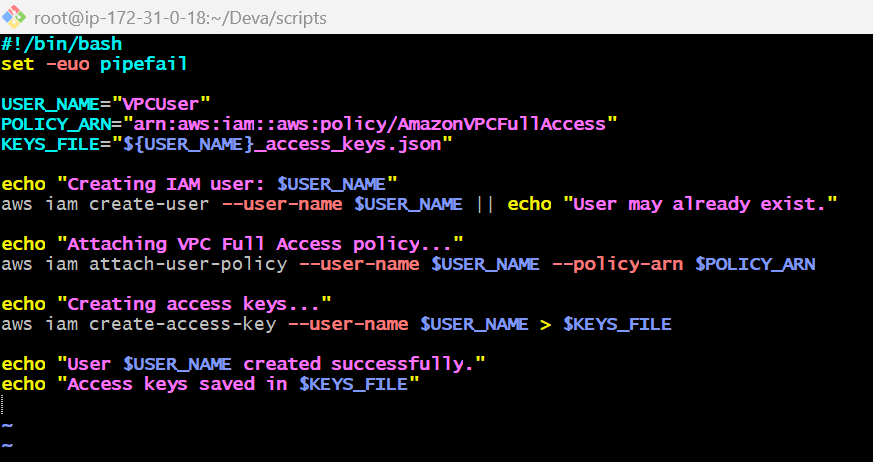 root@ip-172-31-0-18:~/Deva/scripts
#!/bin/bash
set -euo pipefail
USER_NAME="VPCUser"
POLICY_ARN="arn:aws:iam::aws:policy/AmazonVPCFullAccess"
KEYS_FILE="${USER_NAME}_access_keys.json"
echo "Creating IAM user: $USER_NAME"
aws iam create-user --user-name $USER_NAME || echo "User may already exist."
echo "Attaching VPC Full Access policy..."
aws iam attach-user-policy --user-name $USER_NAME --policy-arn $POLICY_ARN
echo "Creating access keys..."
aws iam create-access-key --user-name $USER_NAME > $KEYS_FILE
echo "User $USER_NAME created successfully."
echo "Access keys saved in $KEYS_FILE"
~
~